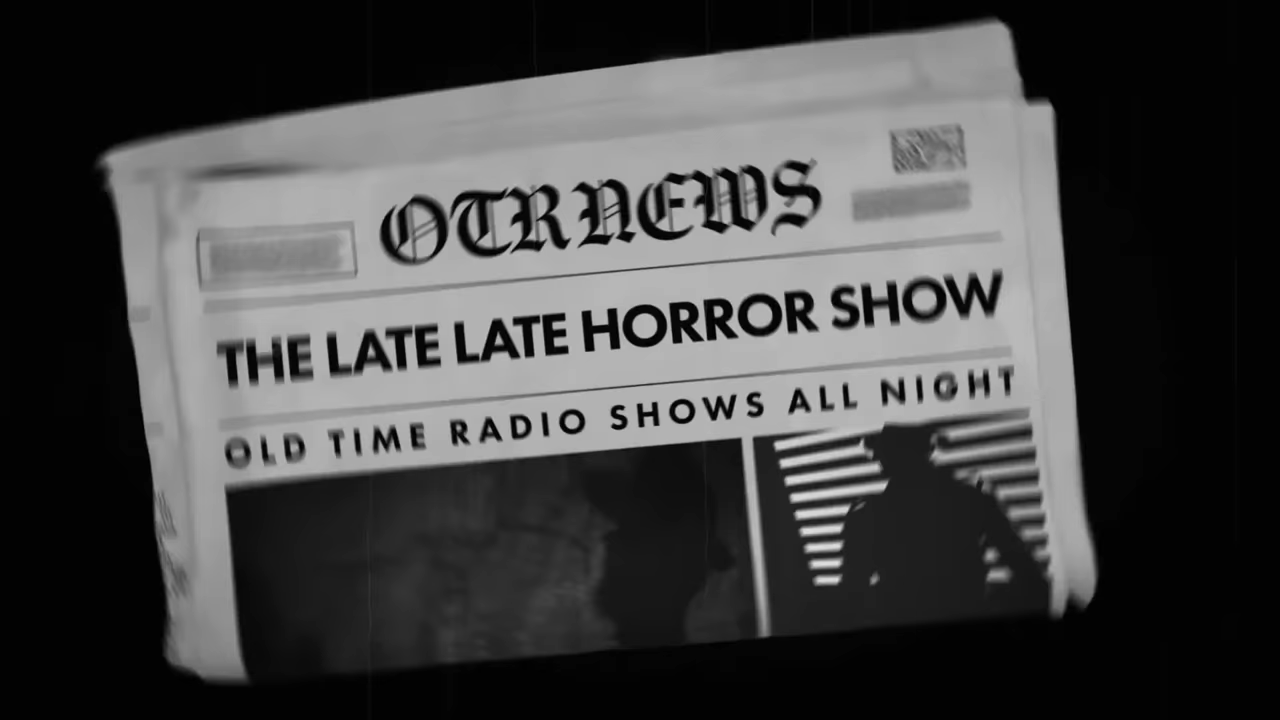 OTRNEWS
THE LATE LATE HORROR SHOW
OLD TIME RADIO SHOWS ALL NIGHT